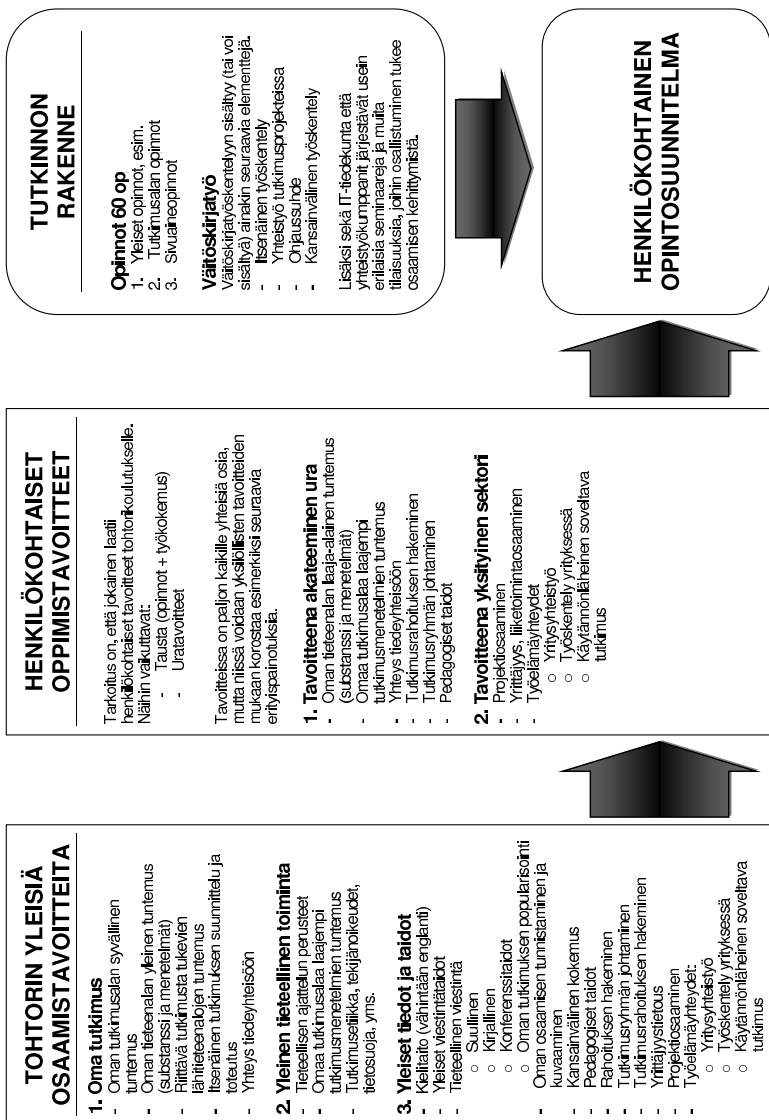 TOHTORIN YLEISIÄ
OSAAMISTAVOITTEITA
1. Oma tutkimus
- Oman tutkimusalan syvällinen
tuntemus
- Oman tieteenalan yleinen tuntemus
(substanssi ja menetelmät)
- Riittävä tutkimusta tukevien
lähitieteenalojen tuntemus
- Itsenäinen tutkimuksen suunnittelu ja
toteutus
- Yhteys tiedeyhteisöön
2. Yleinen tieteellinen toiminta
- Tieteellisen ajattelun perusteet
- Omaa tutkimusalaa laajempi
tutkimusmenetelmien tuntemus
- Tutkimusetiikka, tekijänoikeudet,
tietosuoja, yms.
3. Yleiset tiedot ja taidot
- Kielitaito (vähintään englanti)
- Yleiset viestintätaidot
- Tieteellinen viestintä
○ Suullinen
○ Kirjallinen
○ Konferenssitaidot
○ Oman tutkimuksen popularisointi
- Oman osaamisen tunnistaminen ja
kuvaaminen
- Kansainvälinen kokemus
- Pedagogiset taidot
- Rahoituksen hakeminen
- Tutkimusryhmän johtaminen
- Tutkimusrahoituksen hakeminen
- Yrittäjyystietous
- Projektiosaaminen
- Työelämäyhteydet:
○ Yritysyhteistyö
○ Työskentely yrityksessä
○ Käytännönläheinen soveltava
tutkimus
HENKILÖKOHTAISET
OPPIMISTAVOITTEET
Tarkoitus on, että jokainen laatii
henkilökohtaiset tavoitteet tohtorikoulutukselle.
Näihin vaikuttavat:
- Tausta (opinnot + työkokemus)
- Uratavoitteet
Tavoitteissa on paljon kaikille yhteisiä osia,
mutta niissä voidaan yksilöllisten tavoitteiden
mukaan korostaa esimerkiksi seuraavia
erityispainotuksia.
1. Tavoitteena akateeminen ura
- Oman tieteenalan laaja-alainen tuntemus
(substanssi ja menetelmät)
- Omaa tutkimusalaa laajempi
tutkimusmenetelmien tuntemus
- Yhteys tiedeyhteisöön
- Tutkimusrahoituksen hakeminen
- Tutkimusryhmän johtaminen
- Pedagogiset taidot
2. Tavoitteena yksityinen sektori
- Projektiosaaminen
- Yrittäjyys, liiketoimintaosaaminen
- Työelämäyhteydet
○ Yritysyhteistyö
○ Työskentely yrityksessä
○ Käytännönläheinen soveltava
tutkimus
TUTKINNON
RAKENNE
Opinnot 60 op
1. Yleiset opinnot, esim.
2. Tutkimusalan opinnot
3. Sivuaineopinnot
Väitöskirjatyö
Väitöskirjatyöskentelyyn sisältyy (tai voi
sisältyä) ainakin seuraavia elementtejä.
- Itsenäinen työskentely
- Yhteistyö tutkimusprojekteissa
- Ohjaussuhde
- Kansainvälinen työskentely
Lisäksi sekä IT-tiedekunta että
yhteistyökumppanit järjestävät usein
erilaisia seminaareja ja muita
tilaisuuksia, joihin osallistuminen tukee
osaamisen kehittymistä.
HENKILÖKOHTAINEN
OPINTOSUUNNITELMA